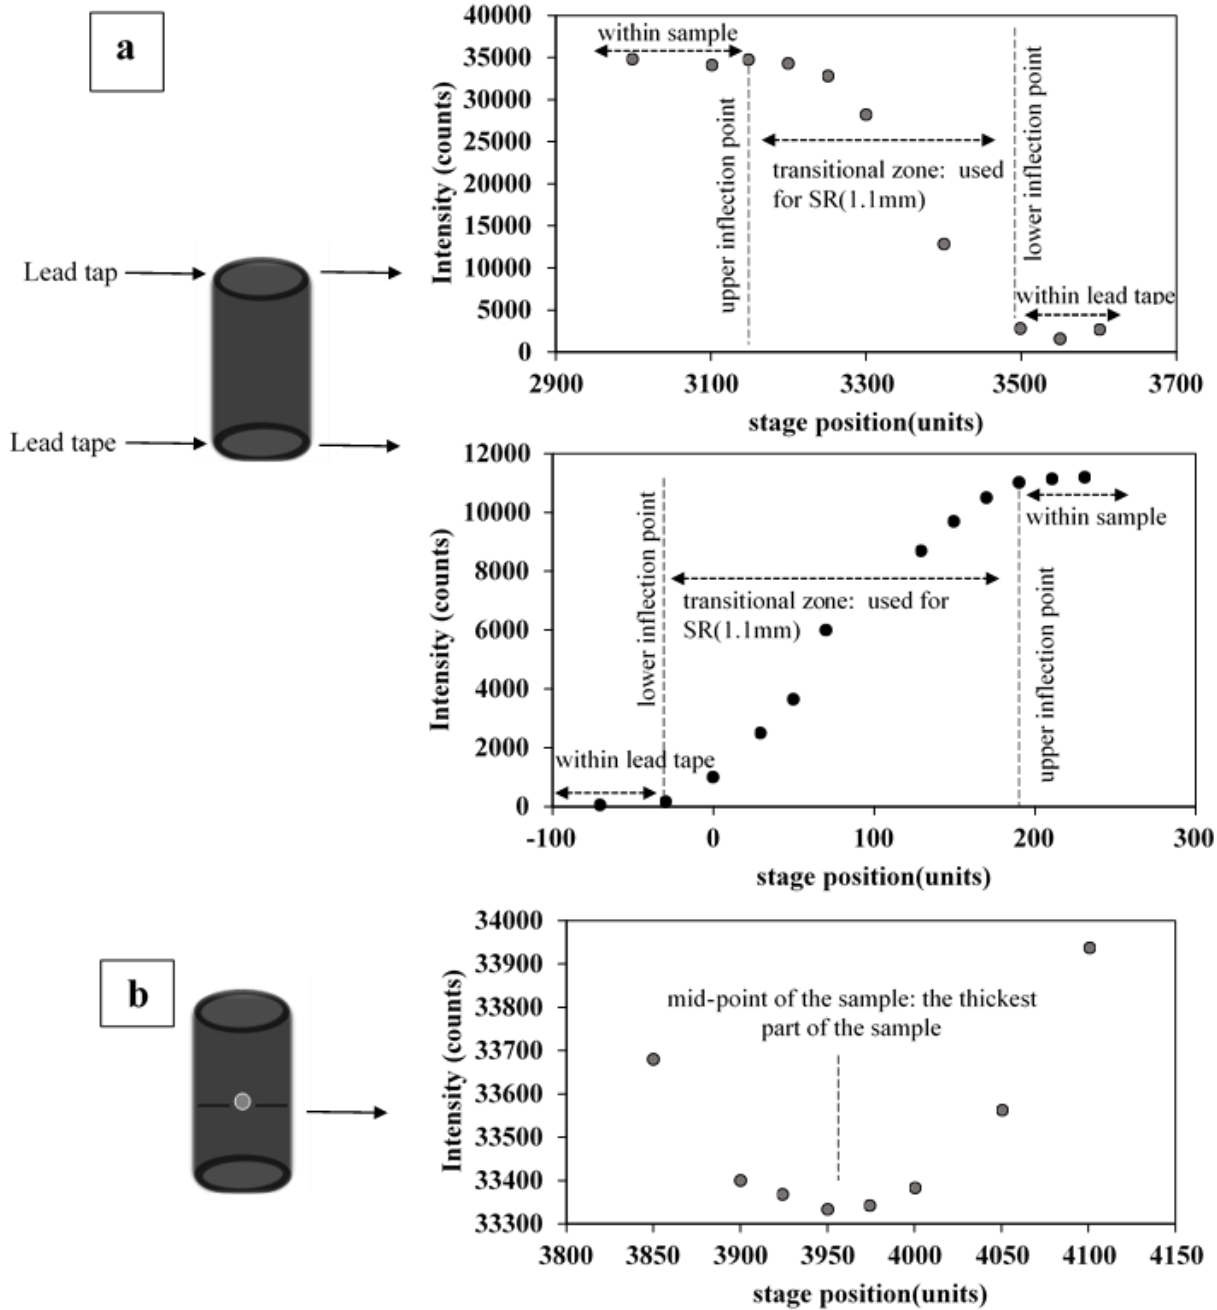 a
Lead tap
Lead tape
40000
35000
30000
25000
20000
15000
10000
5000
0
Intensity (counts)
within sample
upper inflection point
transitional zone: used
for SR(1.1mm)
lower inflection point
within lead tape
2900 3100 3300 3500 3700
stage position(units)
12000
10000
8000
6000
4000
2000
0
Intensity (counts)
within lead tape
lower inflection point
transitional zone: used for
SR(1.1mm)
within sample
upper inflection point
-100 0 100 200 300
stage position(units)
b
34000
33900
33800
33700
33600
33500
33400
33300
Intensity (counts)
mid-point of the sample: the thickest
part of the sample
3800 3850 3900 3950 4000 4050 4100 4150
stage position(units)